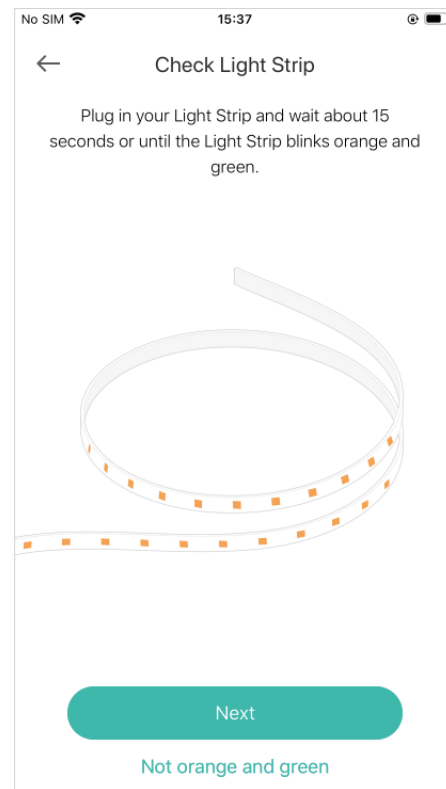 No SIM 15:37
Check Light Strip
Plug in your Light Strip and wait about 15
seconds or until the Light Strip blinks orange and
green.
Next
Not orange and green